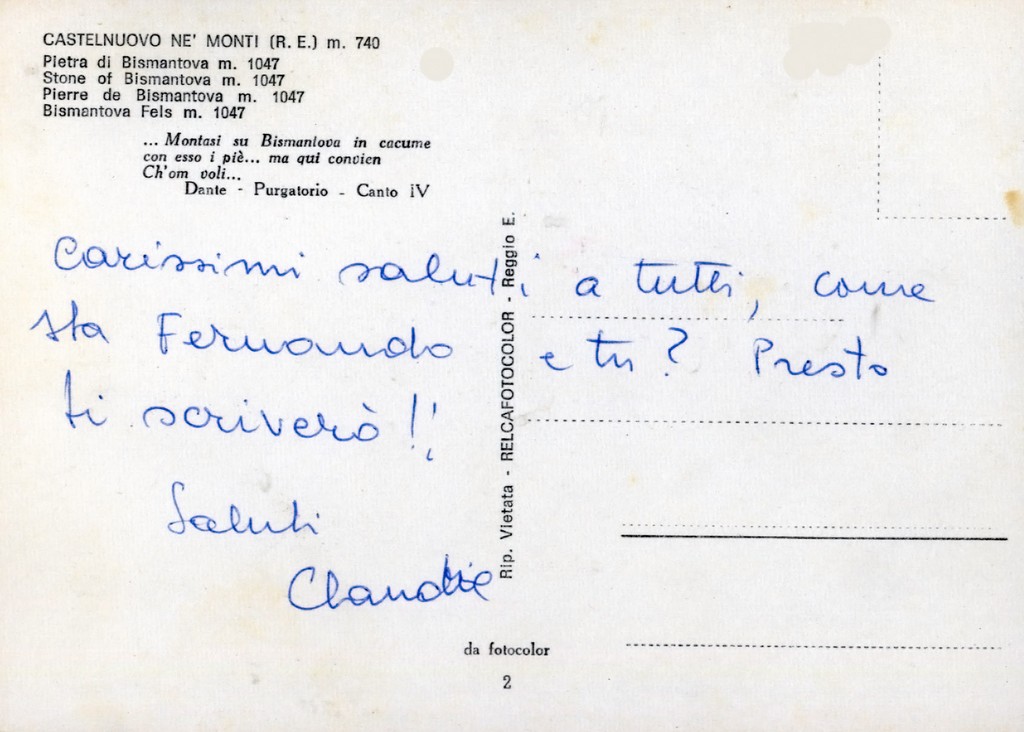 CASTELNUOVO NE' MONTI (R. E.) m. 740
Pietra di Bismantova m. 1047
Stone of Bismantova m. 1047
Pierre de Bismantova m. 1047
Bismantova Fels m. 1047
... Montasi su Bismantova in cacume
con esso i piè... ma qui convien
Ch'om voli...
Dante - Purgatorio - Canto IV
Carissimi saluti a tutti, come
sta Fernando e tu? Presto
ti scriverò!!
Saluti
Claudie
Rip. Vietata - RELCAFOTOCOLOR - Reggio E.
da fotocolor
2